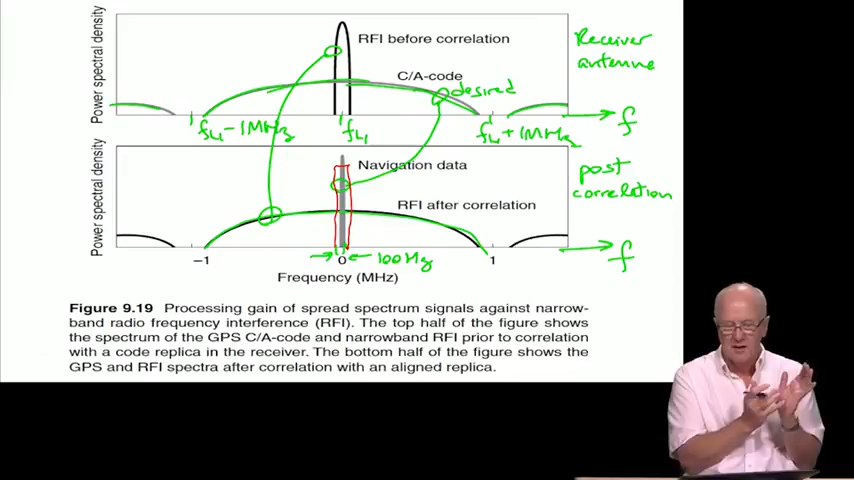 Power spectral density
RFI before correlation
C/A-code
Receiver
antenne
desired
fL1-1MHz
fL1
fL1+1MHz
f
Power spectral density
Navigation data
RFI after correlation
post
correlation
100Hz
f
−1
0
1
Frequency (MHz)
Figure 9.19 Processing gain of spread spectrum signals against narrow-
band radio frequency interference (RFI). The top half of the figure shows
the spectrum of the GPS C/A-code and narrowband RFI prior to correlation
with a code replica in the receiver. The bottom half of the figure shows the
GPS and RFI spectra after correlation with an aligned replica.